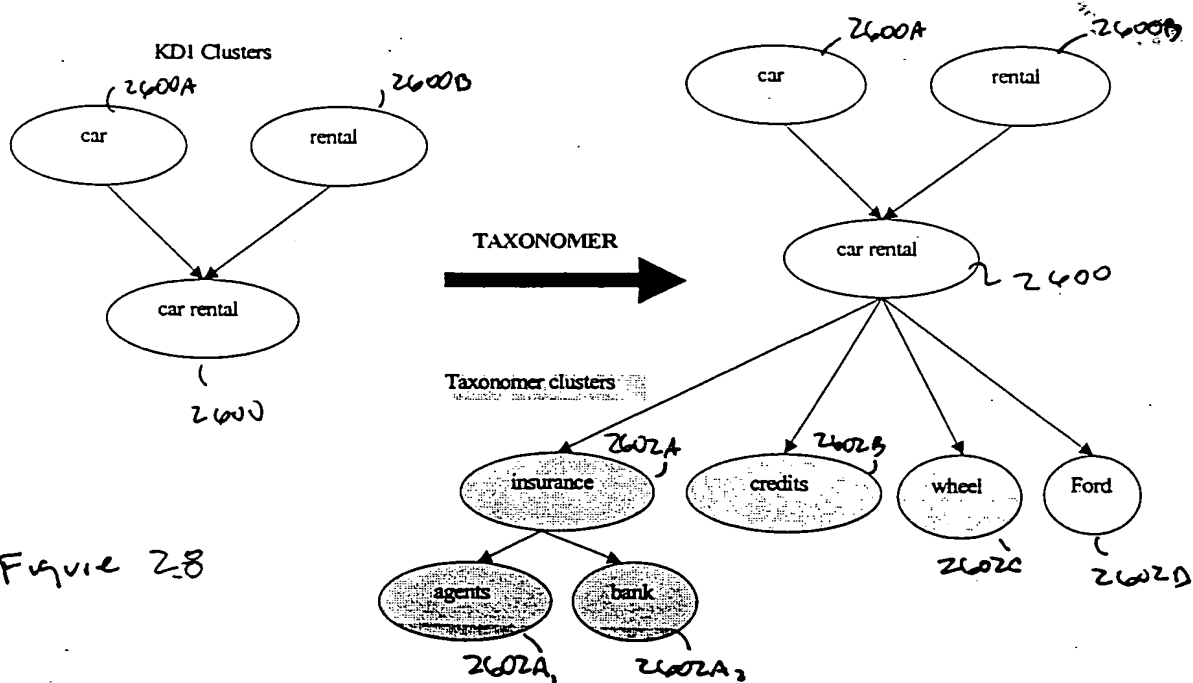 KD1 Clusters
2600A
2600B
car
rental
car rental
2600
TAXONOMER
2600A
2600B
car
rental
car rental
2600
Taxonomer clusters
2602A
2602B
insurance
credits
wheel
Ford
2602C
2602D
agents
bank
2602A₁
2602A₂
Figure 28